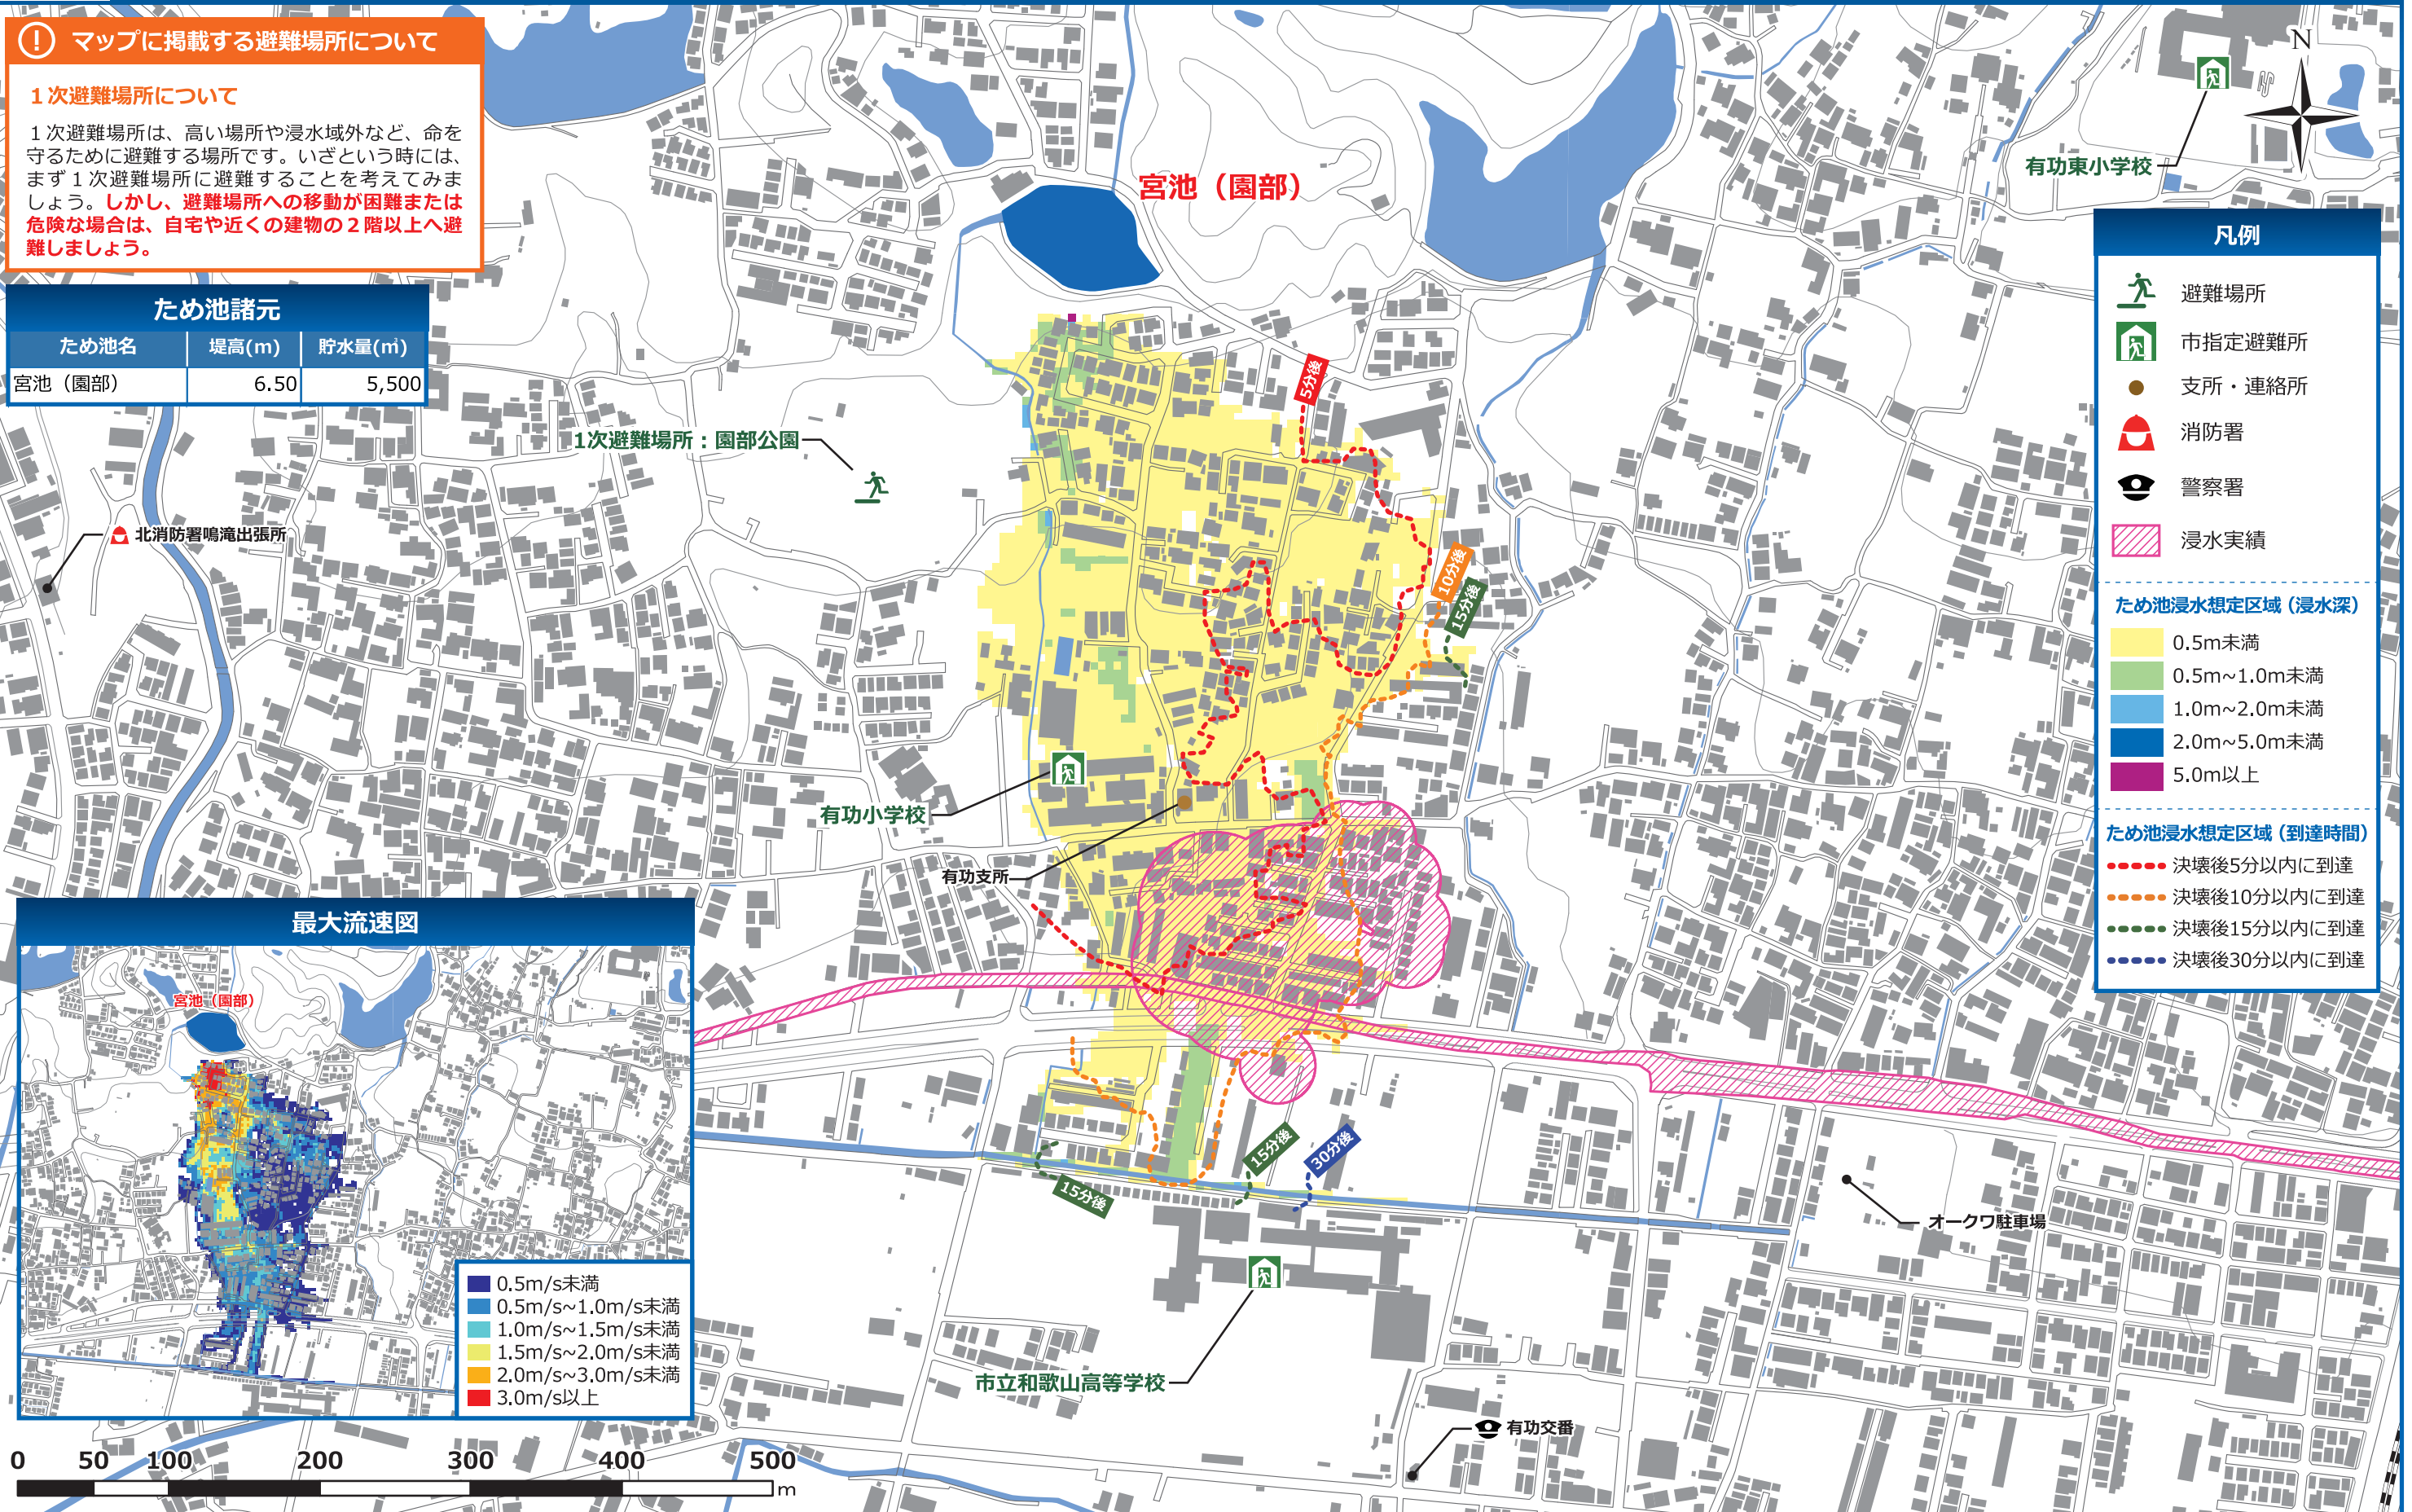 ! マップに掲載する避難場所について
1次避難場所について
1次避難場所は、高い場所や浸水域外など、命を
守るために避難する場所です。いざという時には、
まず1次避難場所に避難することを考えてみま
しょう。しかし、避難場所への移動が困難または
危険な場合は、自宅や近くの建物の2階以上へ避
難しましょう。
ため池諸元
ため池名 堤高(m) 貯水量(㎥)
宮池（園部） 6.50 5,500
宮池（園部）
N
有功東小学校
1次避難場所：園部公園
北消防署鳴滝出張所
5分後
10分後
15分後
有功小学校
有功支所
15分後
15分後
30分後
オークワ駐車場
市立和歌山高等学校
有功交番
凡例
避難場所
市指定避難所
支所・連絡所
消防署
警察署
浸水実績
ため池浸水想定区域（浸水深）
0.5m未満
0.5m~1.0m未満
1.0m~2.0m未満
2.0m~5.0m未満
5.0m以上
ため池浸水想定区域（到達時間）
決壊後5分以内に到達
決壊後10分以内に到達
決壊後15分以内に到達
決壊後30分以内に到達
最大流速図
宮池（園部）
0.5m/s未満
0.5m/s~1.0m/s未満
1.0m/s~1.5m/s未満
1.5m/s~2.0m/s未満
2.0m/s~3.0m/s未満
3.0m/s以上
0 50 100 200 300 400 500
m